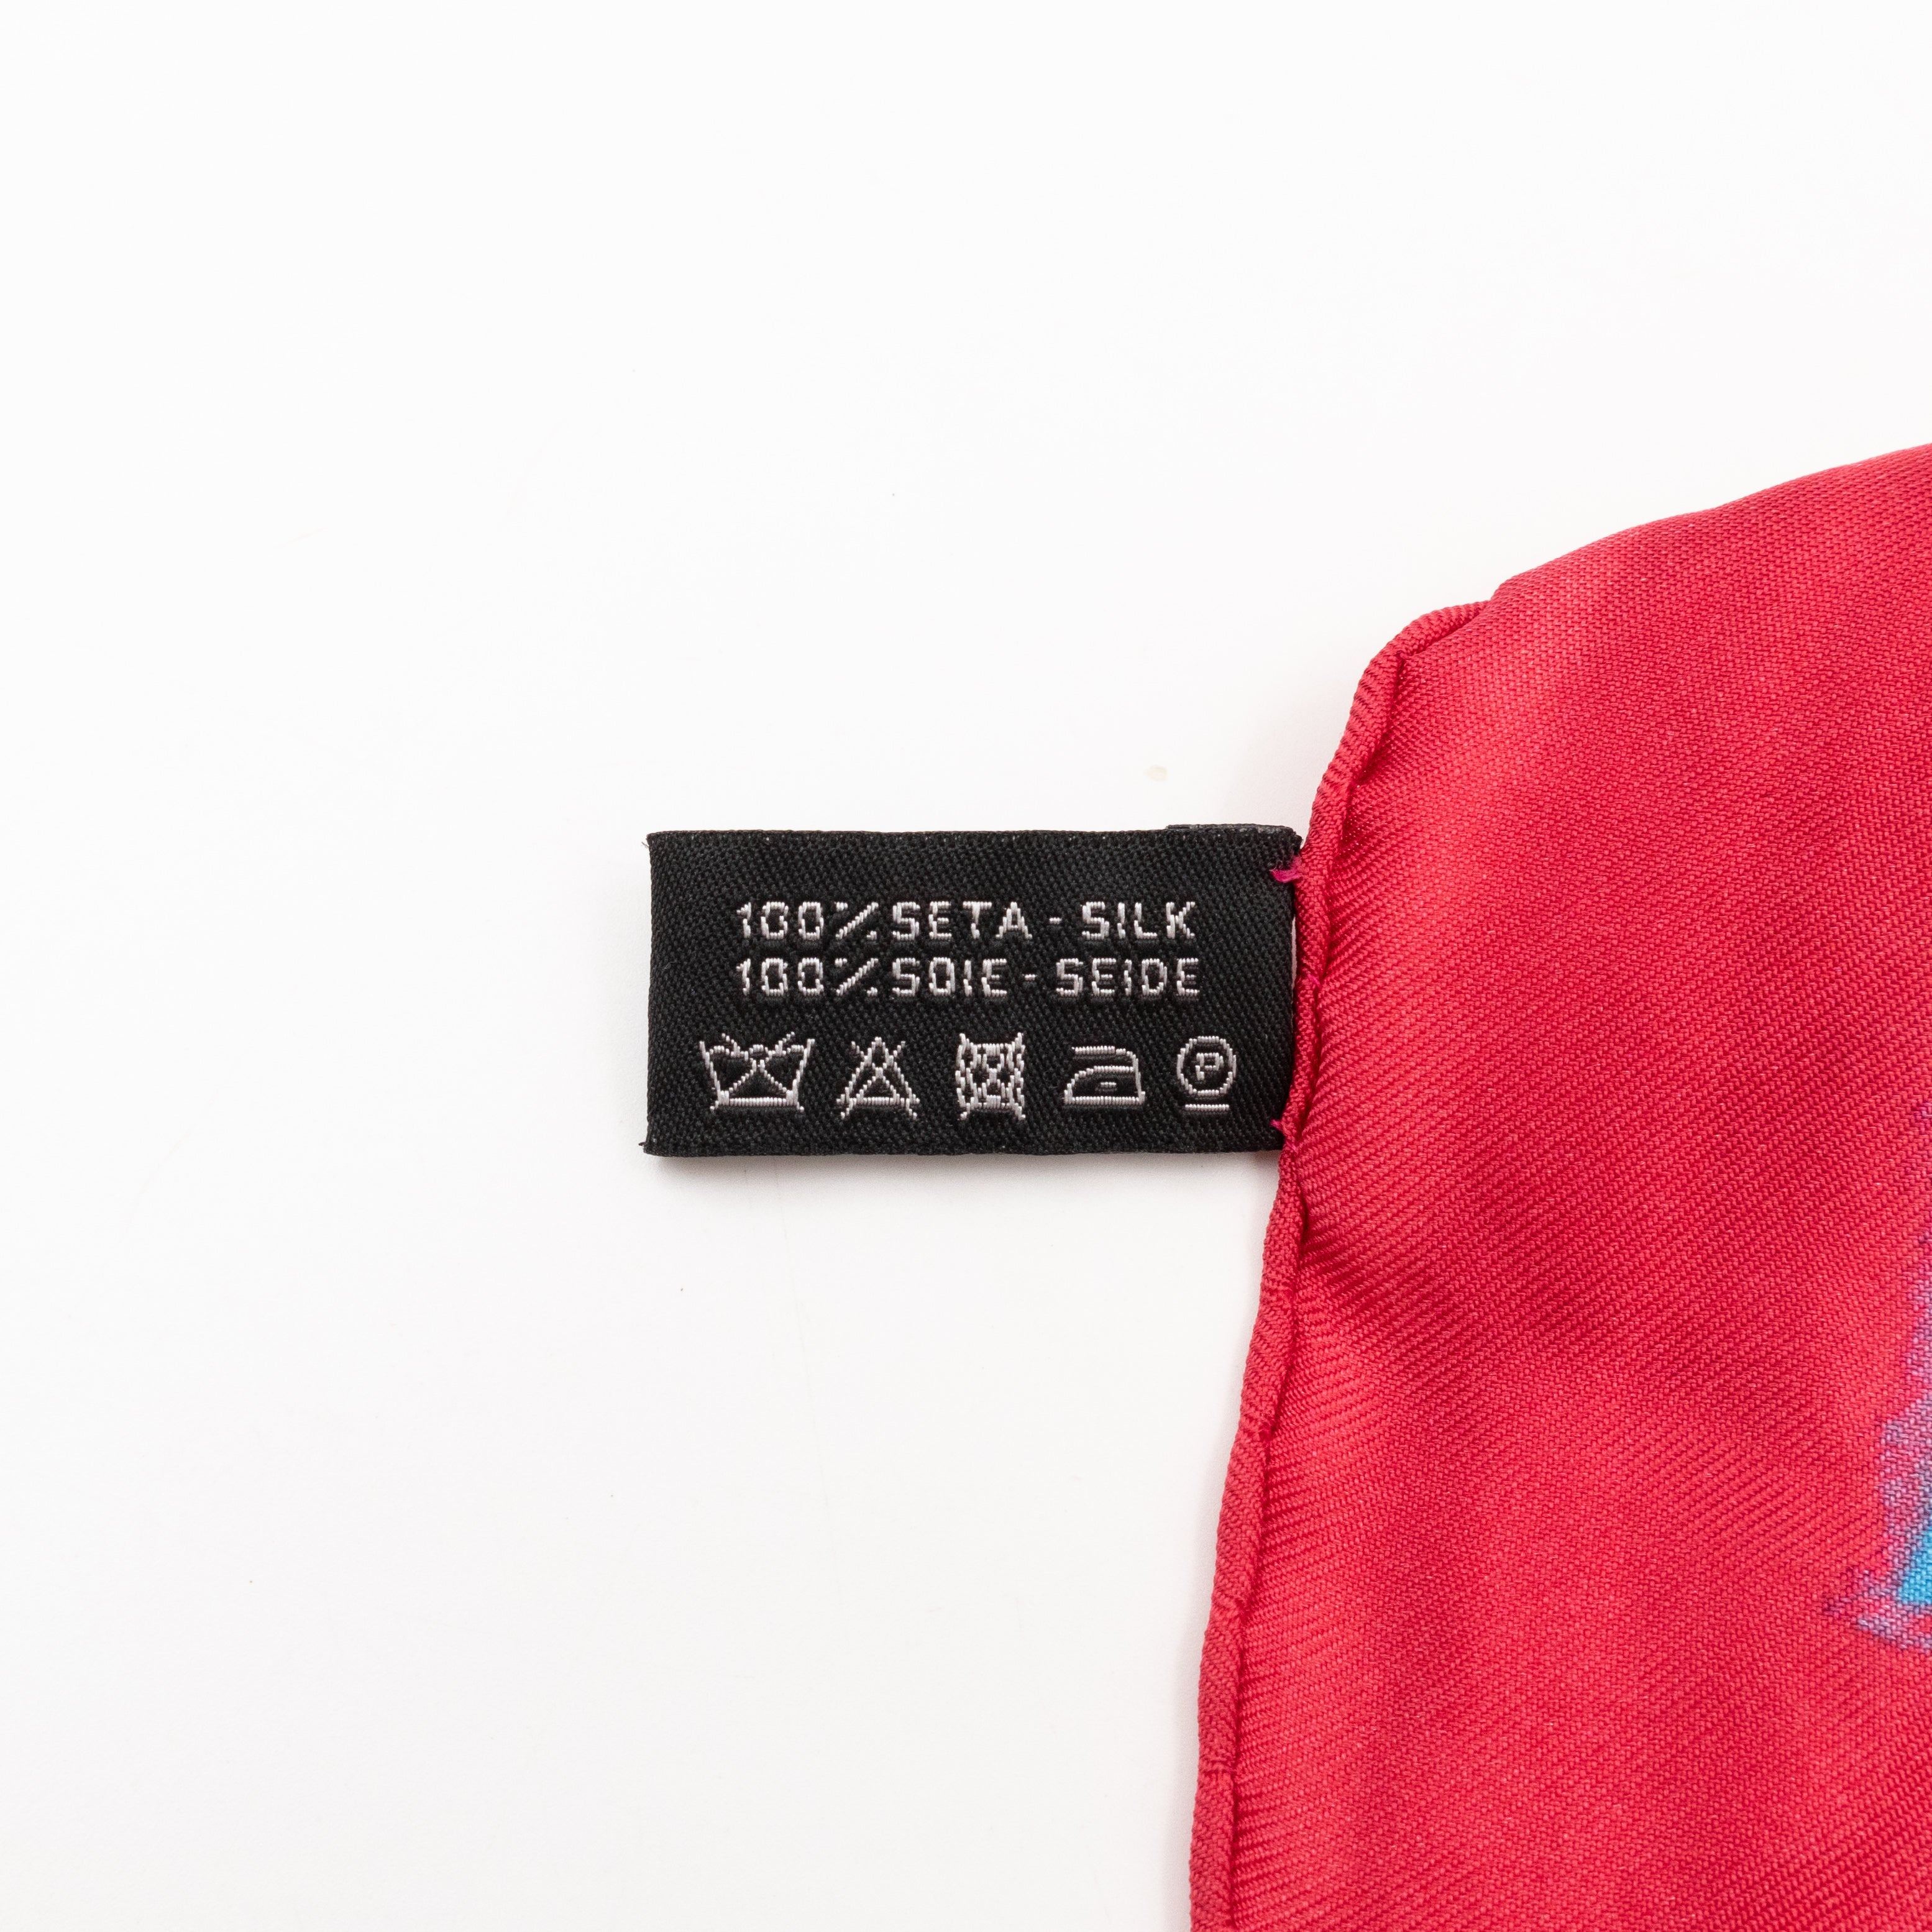 100% SETA - SILK
100% SOIE - SEIDE
P